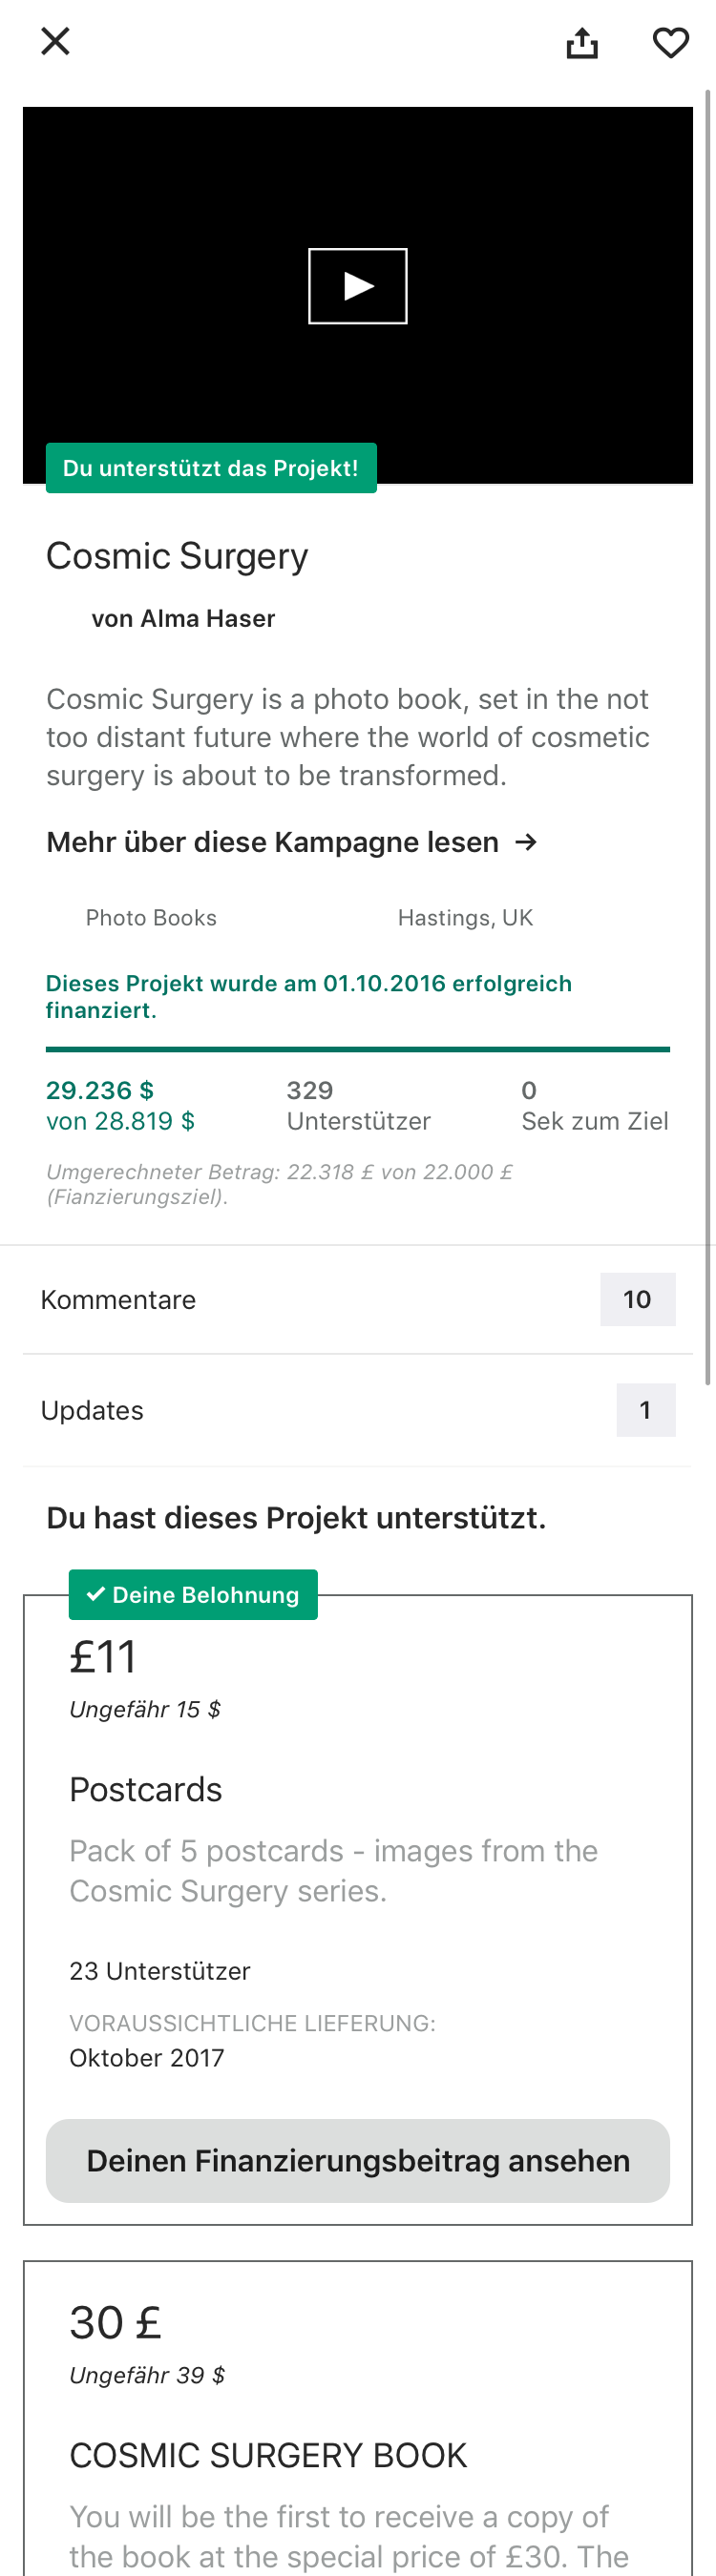 Du unterstützt das Projekt!
Cosmic Surgery
von Alma Haser
Cosmic Surgery is a photo book, set in the not
too distant future where the world of cosmetic
surgery is about to be transformed.
Mehr über diese Kampagne lesen →
Photo Books
Hastings, UK
Dieses Projekt wurde am 01.10.2016 erfolgreich
finanziert.
29.236 $
von 28.819 $
329
Unterstützer
0
Sek zum Ziel
Umgerechneter Betrag: 22.318 £ von 22.000 £
(Fianzierungsziel).
Kommentare
10
Updates
1
Du hast dieses Projekt unterstützt.
✓ Deine Belohnung
£11
Ungefähr 15 $
Postcards
Pack of 5 postcards - images from the
Cosmic Surgery series.
23 Unterstützer
VORAUSSICHTLICHE LIEFERUNG:
Oktober 2017
Deinen Finanzierungsbeitrag ansehen
30 £
Ungefähr 39 $
COSMIC SURGERY BOOK
You will be the first to receive a copy of
the book at the special price of £30. The